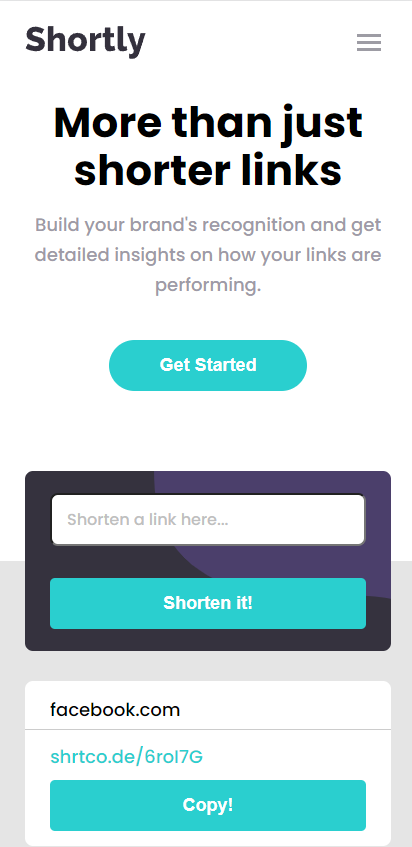 Shortly
More than just
shorter links
Build your brand's recognition and get
detailed insights on how your links are
performing.
Get Started
Shorten a link here...
Shorten it!
facebook.com
shrtco.de/6rol7G
Copy!